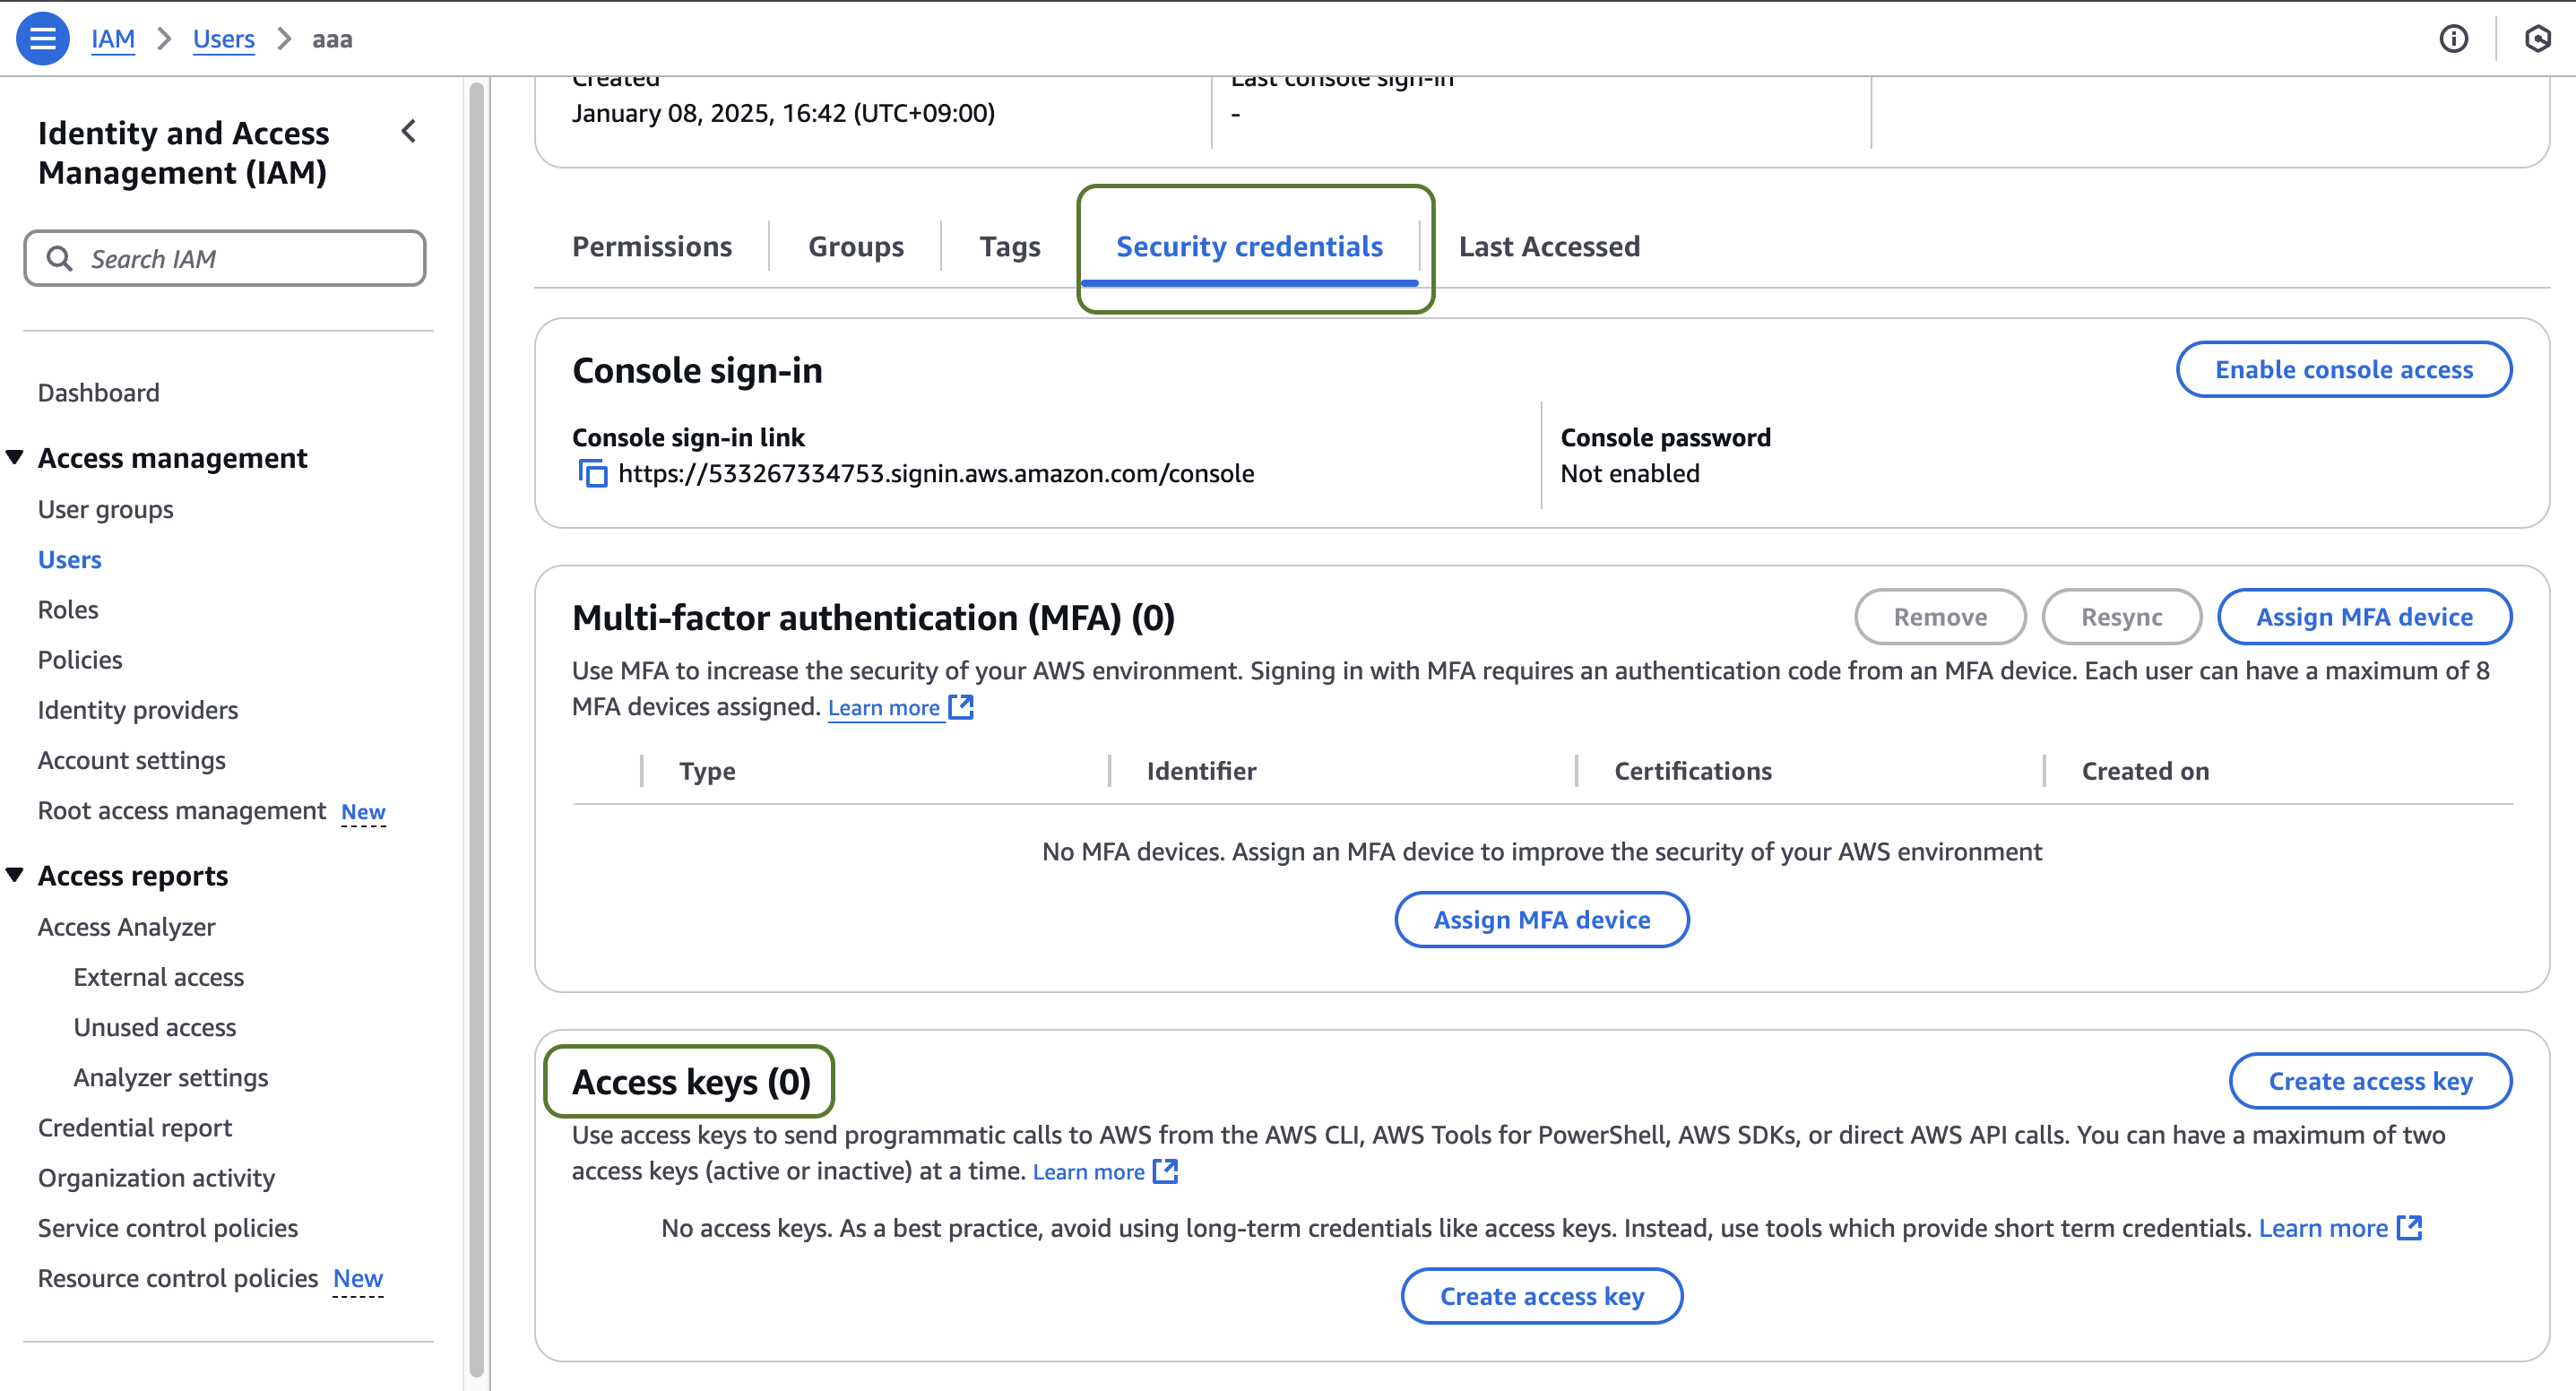 IAM > Users > aaa
Identity and Access
Management (IAM)
Search IAM
Dashboard
Access management
User groups
Users
Roles
Policies
Identity providers
Account settings
Root access management New
Access reports
Access Analyzer
External access
Unused access
Analyzer settings
Credential report
Organization activity
Service control policies
Resource control policies New
Created
January 08, 2025, 16:42 (UTC+09:00)
Last console sign-in
-
Permissions
Groups
Tags
Security credentials
Last Accessed
Console sign-in
Enable console access
Console sign-in link
https://533267334753.signin.aws.amazon.com/console
Console password
Not enabled
Multi-factor authentication (MFA) (0)
Remove
Resync
Assign MFA device
Use MFA to increase the security of your AWS environment. Signing in with MFA requires an authentication code from an MFA device. Each user can have a maximum of 8
MFA devices assigned. Learn more
Type
Identifier
Certifications
Created on
No MFA devices. Assign an MFA device to improve the security of your AWS environment
Assign MFA device
Access keys (0)
Create access key
Use access keys to send programmatic calls to AWS from the AWS CLI, AWS Tools for PowerShell, AWS SDKs, or direct AWS API calls. You can have a maximum of two
access keys (active or inactive) at a time. Learn more
No access keys. As a best practice, avoid using long-term credentials like access keys. Instead, use tools which provide short term credentials. Learn more
Create access key